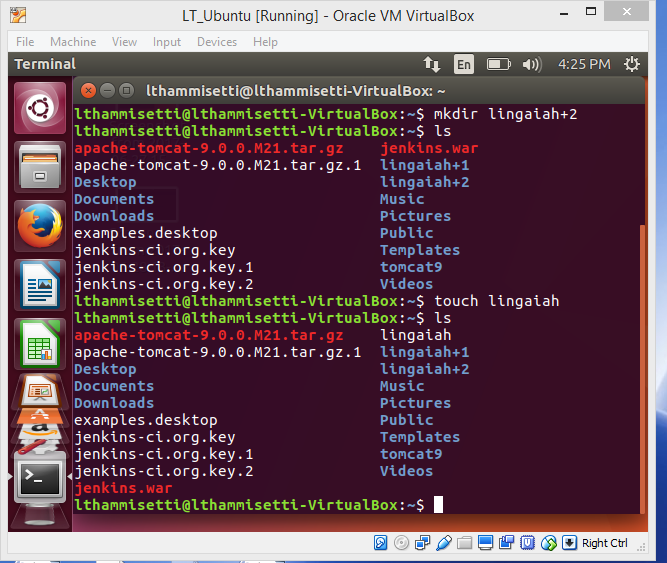 LT_Ubuntu [Running] - Oracle VM VirtualBox
File Machine View Input Devices Help
Terminal En 4:25 PM
lthammisetti@lthammisetti-VirtualBox: ~
lthammisetti@lthammisetti-VirtualBox:~$ mkdir lingaiah+2
lthammisetti@lthammisetti-VirtualBox:~$ ls
apache-tomcat-9.0.0.M21.tar.gz jenkins.war
apache-tomcat-9.0.0.M21.tar.gz.1 lingaiah+1
Desktop lingaiah+2
Documents Music
Downloads Pictures
examples.desktop Public
jenkins-ci.org.key Templates
jenkins-ci.org.key.1 tomcat9
jenkins-ci.org.key.2 Videos
lthammisetti@lthammisetti-VirtualBox:~$ touch lingaiah
lthammisetti@lthammisetti-VirtualBox:~$ ls
apache-tomcat-9.0.0.M21.tar.gz lingaiah
apache-tomcat-9.0.0.M21.tar.gz.1 lingaiah+1
Desktop lingaiah+2
Documents Music
Downloads Pictures
examples.desktop Public
jenkins-ci.org.key Templates
jenkins-ci.org.key.1 tomcat9
jenkins-ci.org.key.2 Videos
jenkins.war
lthammisetti@lthammisetti-VirtualBox:~$
Right Ctrl